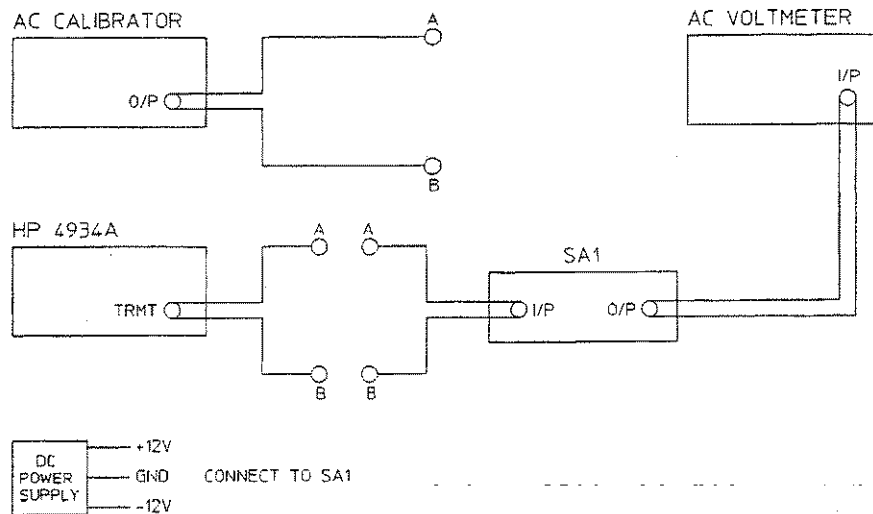 AC CALIBRATOR
O/P
A
B
AC VOLTMETER
I/P
HP 4934A
TRMT
A
B
A
B
SA1
I/P
O/P
DC
POWER
SUPPLY
+12V
GND
-12V
CONNECT TO SA1